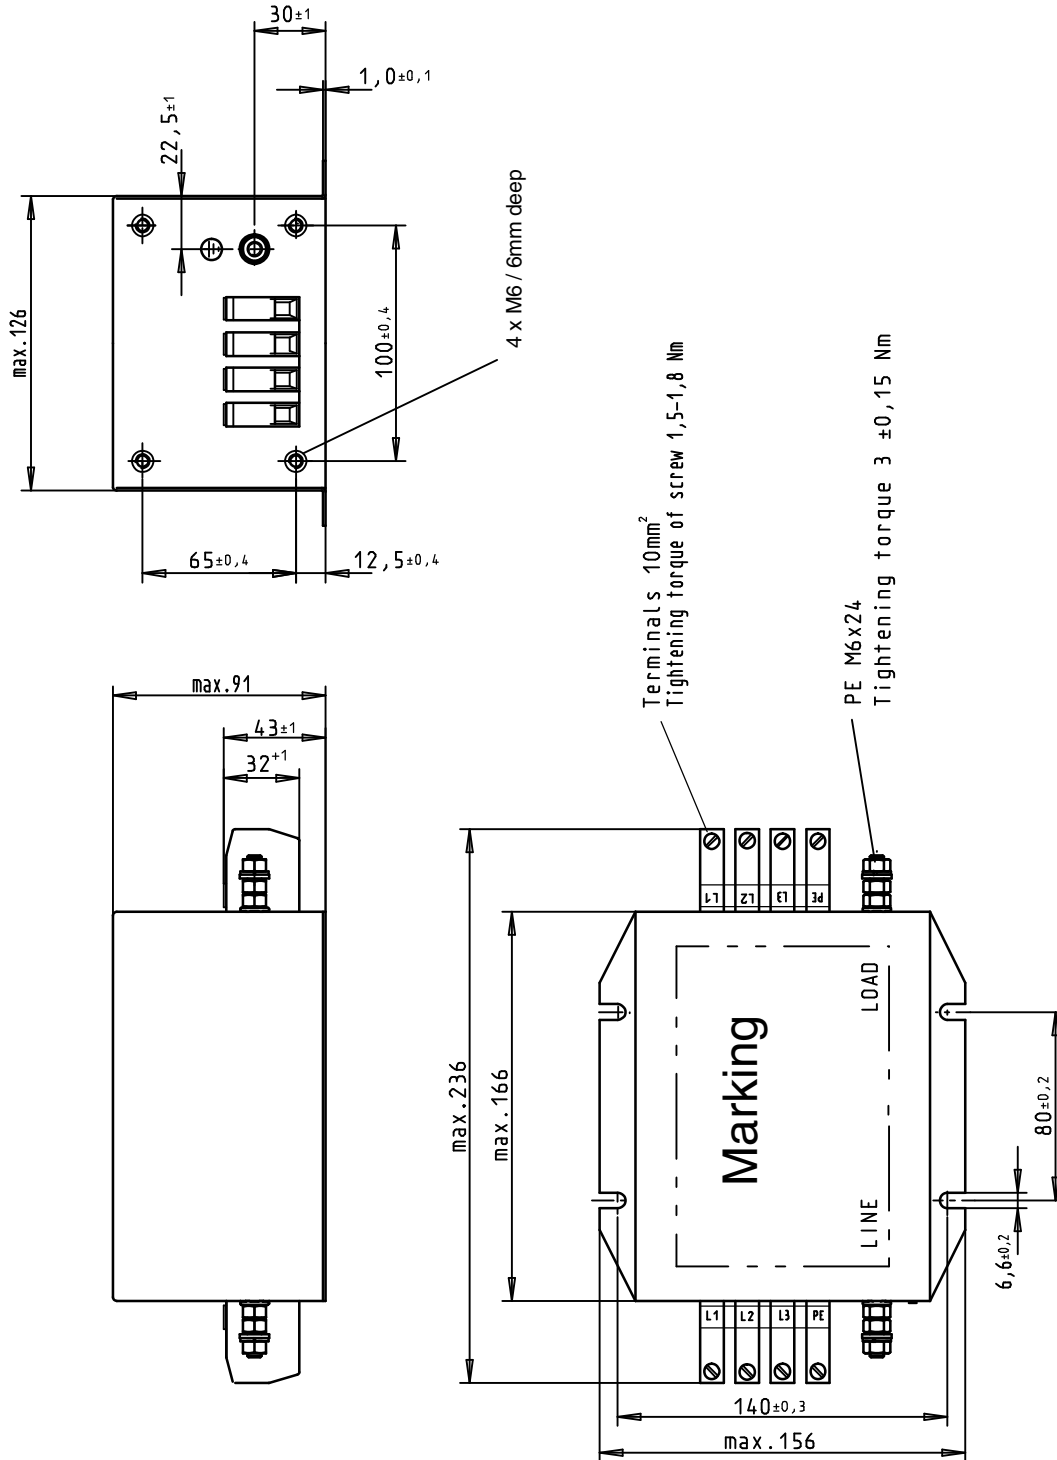 30±1
1,0±0,1
22,5±1
max.126
100±0,4
4 x M6 / 6mm deep
65±0,4
12,5±0,4
max.91
43±1
32+1
Terminals 10mm²
Tightening torque of screw 1,5-1,8 Nm
PE M6x24
Tightening torque 3 ±0,15 Nm
L1 L2 L3 PE
max.236
max.166
Marking
LOAD
LINE
80±0,2
6,6±0,2
L1 L2 L3 PE
140±0,3
max.156